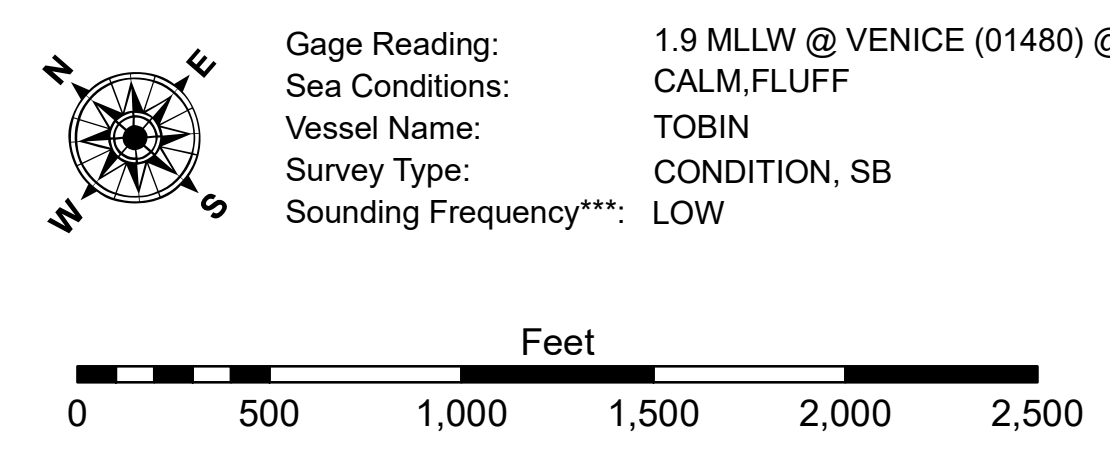 N E
W S
Gage Reading: 1.9 MLLW @ VENICE (01480) @
Sea Conditions: CALM,FLUFF
Vessel Name: TOBIN
Survey Type: CONDITION, SB
Sounding Frequency***: LOW
Feet
0 500 1,000 1,500 2,000 2,500